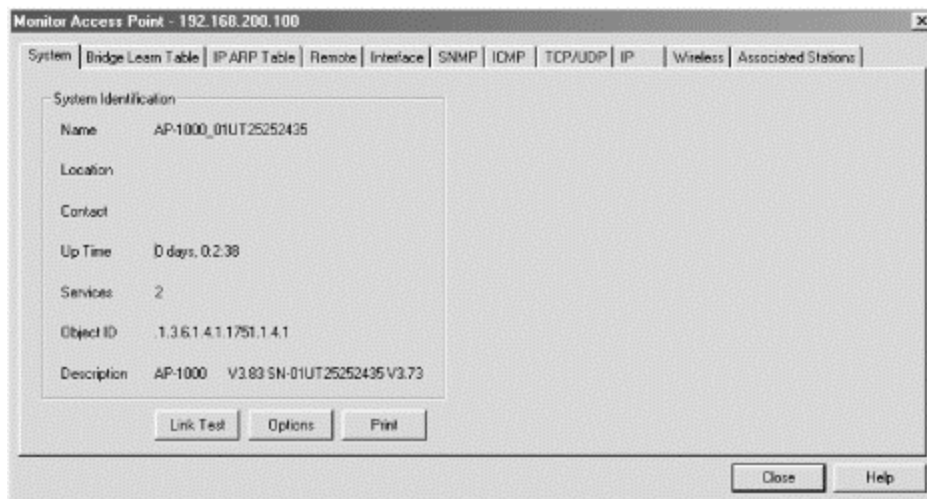 Monitor Access Point - 192.168.200.100
System Bridge Learn Table IP ARP Table Remote Interface SNMP ICMP TCP/UDP IP Wireless Associated Stations
System Identification
Name AP-1000_01UT25252435
Location
Contact
Up Time 0 days, 0:2:38
Services 2
Object ID .1.3.6.1.4.1.1751.1.4.1
Description AP-1000 V3.83 SN-01UT25252435 V3.73
Link Test Options Print
Close Help